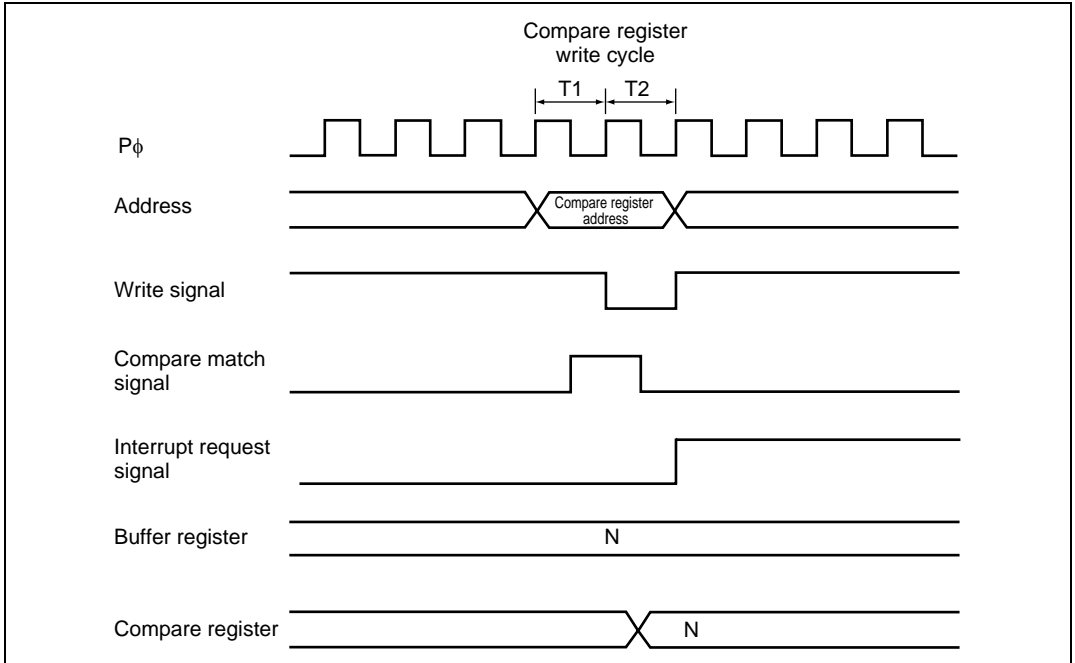 Compare register
write cycle
T1 T2
Pϕ
Address
Compare register
address
Write signal
Compare match
signal
Interrupt request
signal
Buffer register
N
Compare register
N